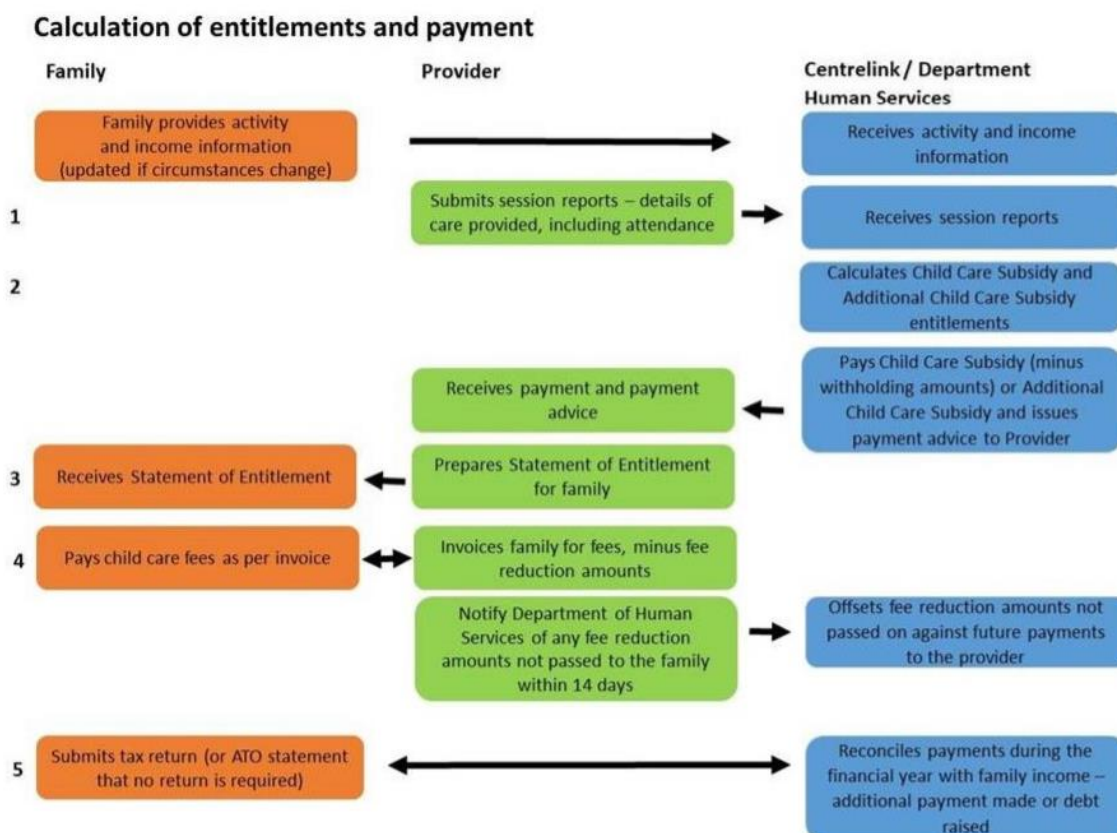 Calculation of entitlements and payment
Family
Provider
Centrelink / Department
Human Services
Family provides activity
and income information
(updated if circumstances change)
Receives activity and income
information
1
Submits session reports – details of
care provided, including attendance
Receives session reports
2
Calculates Child Care Subsidy and
Additional Child Care Subsidy
entitlements
Receives payment and payment
advice
Pays Child Care Subsidy (minus
withholding amounts) or Additional
Child Care Subsidy and issues
payment advice to Provider
3
Receives Statement of Entitlement
Prepares Statement of Entitlement
for family
4
Pays child care fees as per invoice
Invoices family for fees, minus fee
reduction amounts
Notify Department of Human
Services of any fee reduction
amounts not passed to the family
within 14 days
Offsets fee reduction amounts not
passed on against future payments
to the provider
5
Submits tax return (or ATO statement
that no return is required)
Reconciles payments during the
financial year with family income –
additional payment made or debt
raised